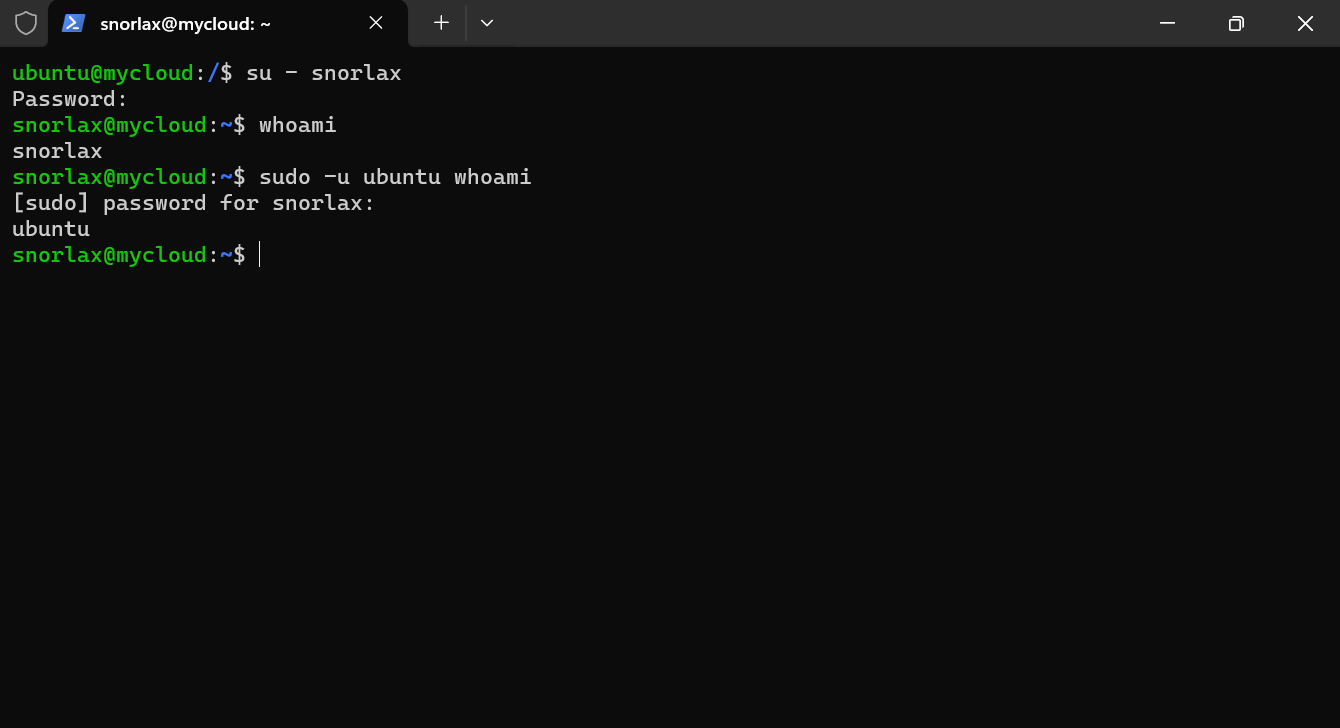 snorlax@mycloud: ~
ubuntu@mycloud:/$ su - snorlax
Password:
snorlax@mycloud:~$ whoami
snorlax
snorlax@mycloud:~$ sudo -u ubuntu whoami
[sudo] password for snorlax:
ubuntu
snorlax@mycloud:~$